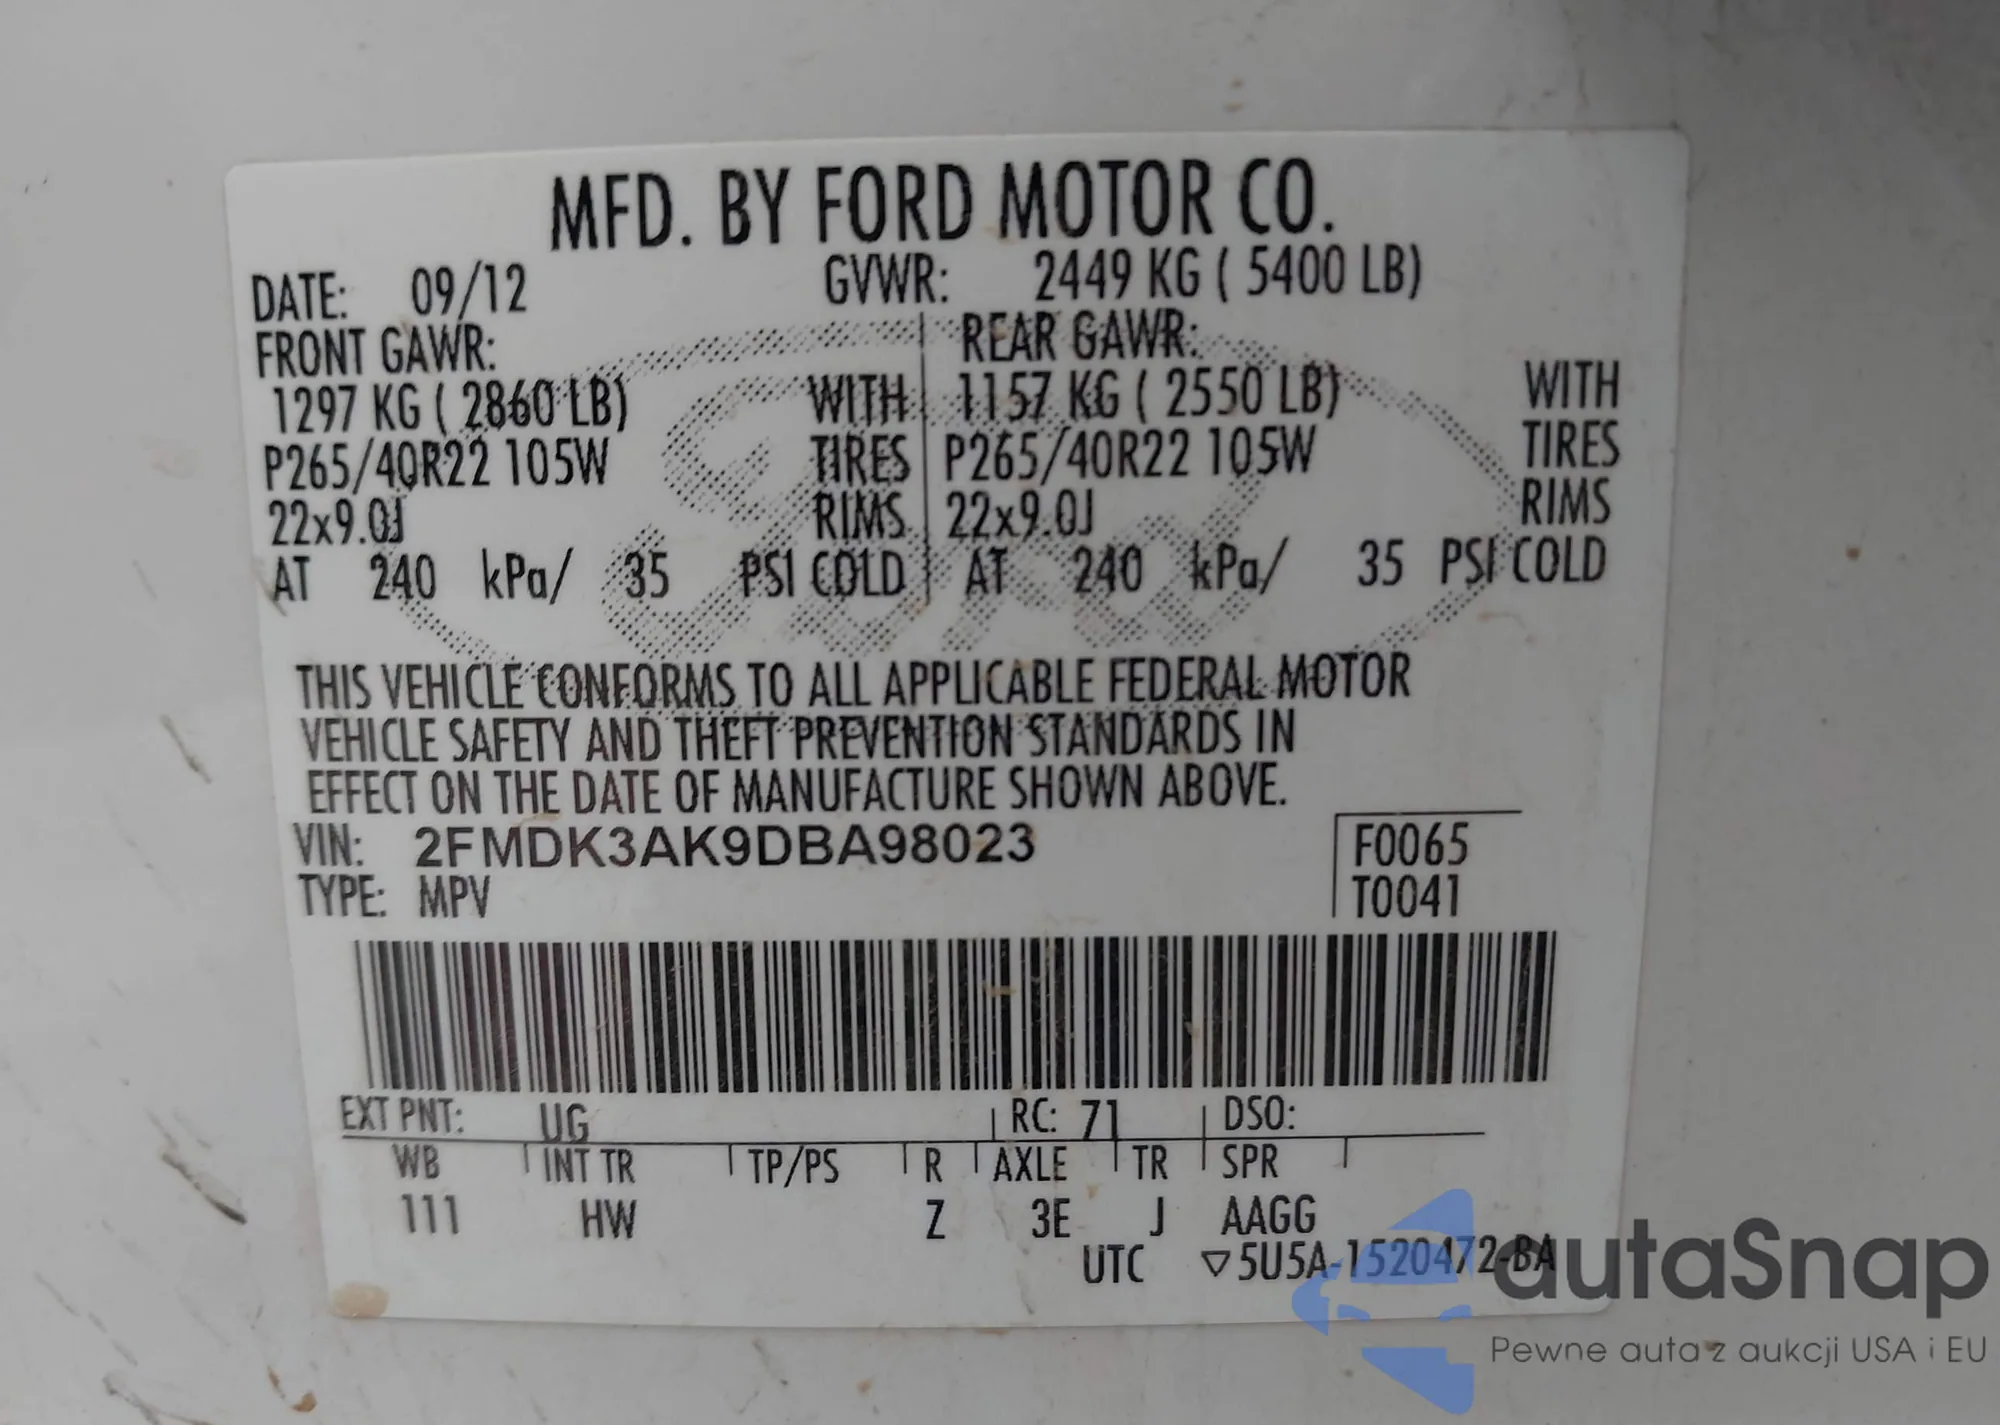 MFD. BY FORD MOTOR CO.
DATE: 09/12 GVWR: 2449 KG ( 5400 LB)
FRONT GAWR: REAR GAWR:
1297 KG ( 2860 LB) WITH 1157 KG ( 2550 LB) WITH
P265/40R22 105W TIRES P265/40R22 105W TIRES
22x9.0J RIMS 22x9.0J RIMS
AT 240 kPa/ 35 PSI COLD AT 240 kPa/ 35 PSI COLD
THIS VEHICLE CONFORMS TO ALL APPLICABLE FEDERAL MOTOR
VEHICLE SAFETY AND THEFT PREVENTION STANDARDS IN
EFFECT ON THE DATE OF MANUFACTURE SHOWN ABOVE.
VIN: 2FMDK3AK9DBA98023 F0065
TYPE: MPV T0041
EXT PNT: UG RC: 71 DSO:
WB INT TR TP/PS R AXLE TR SPR
111 HW Z 3E J AAGG
UTC ▽5U5A-1520472-BA
autaSnap
Pewne auta z aukcji USA i EU